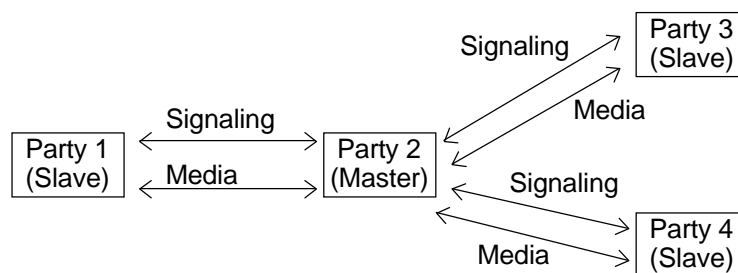 Party 1
(Slave)
Signaling
Media
Party 2
(Master)
Signaling
Media
Party 3
(Slave)
Signaling
Media
Party 4
(Slave)